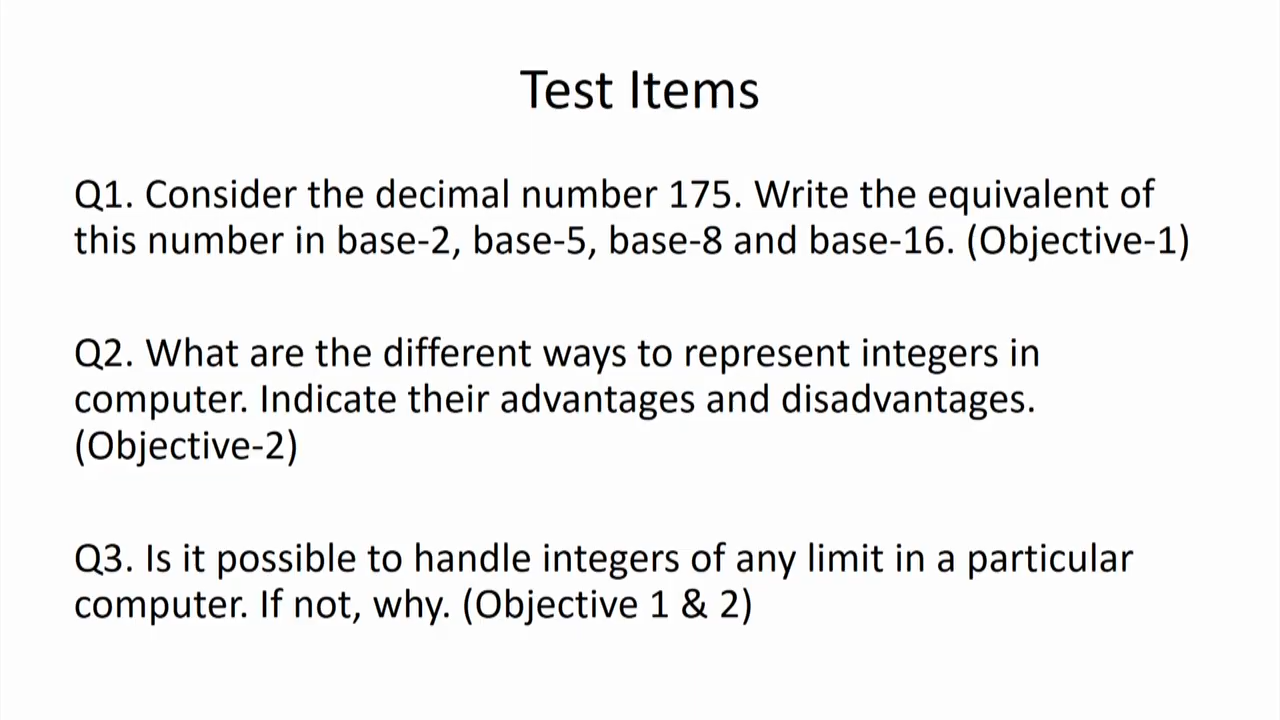 Test Items
Q1. Consider the decimal number 175. Write the equivalent of
this number in base-2, base-5, base-8 and base-16. (Objective-1)
Q2. What are the different ways to represent integers in
computer. Indicate their advantages and disadvantages.
(Objective-2)
Q3. Is it possible to handle integers of any limit in a particular
computer. If not, why. (Objective 1 & 2)